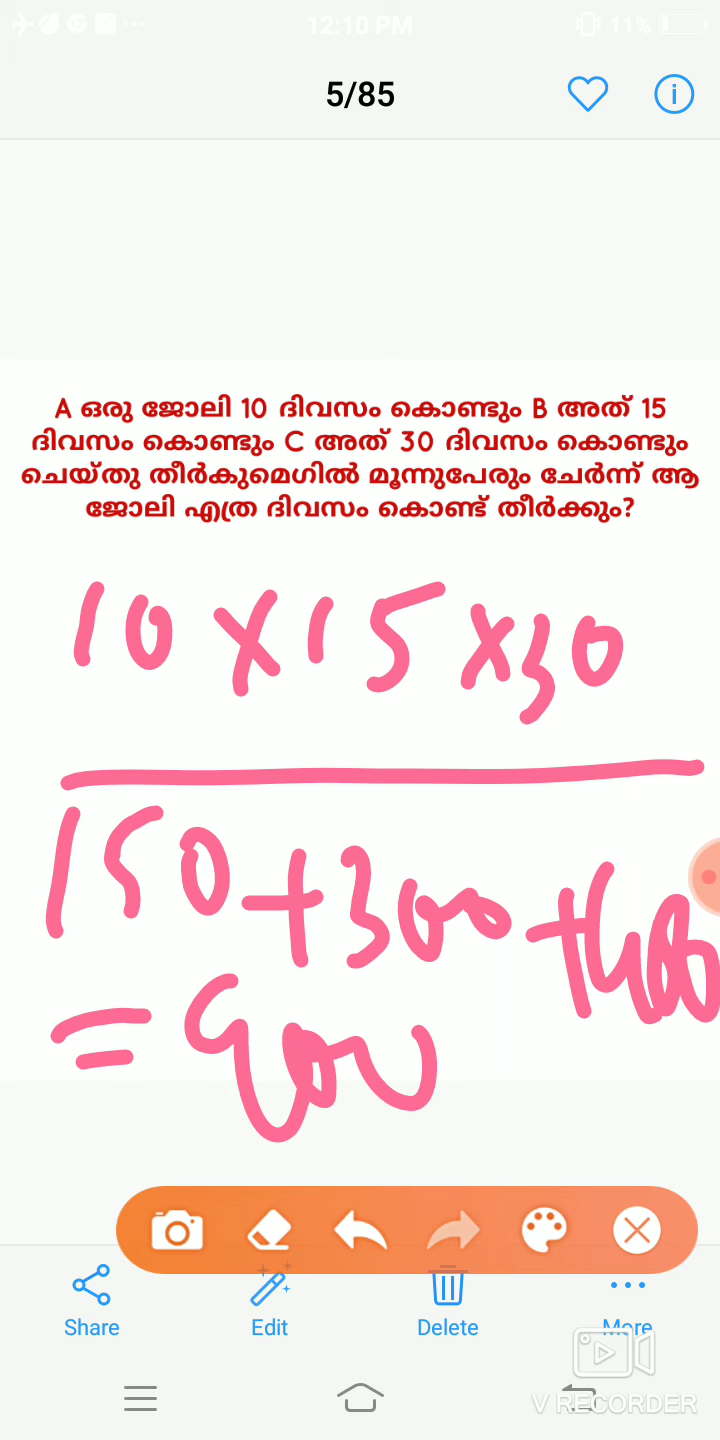 12:10 PM
11%
5/85
A ഒരു ജോലി 10 ദിവസം കൊണ്ടും B അത് 15
ദിവസം കൊണ്ടും C അത് 30 ദിവസം കൊണ്ടും
ചെയ്തു തീർകുമെഗിൽ മൂന്നുപേരും ചേർന്ന് ആ
ജോലി എത്ര ദിവസം കൊണ്ട് തീർക്കും?
10 X 15 X 30
150 + 300 +
= 900
Share Edit Delete More
V RECORDER